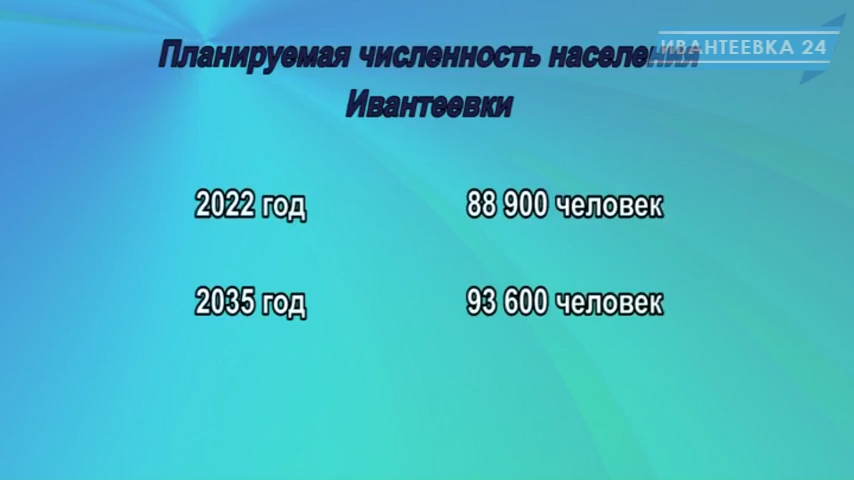 ИВАНТЕЕВКА 24
Планируемая численность населения
Ивантеевки
2022 год 88 900 человек
2035 год 93 600 человек